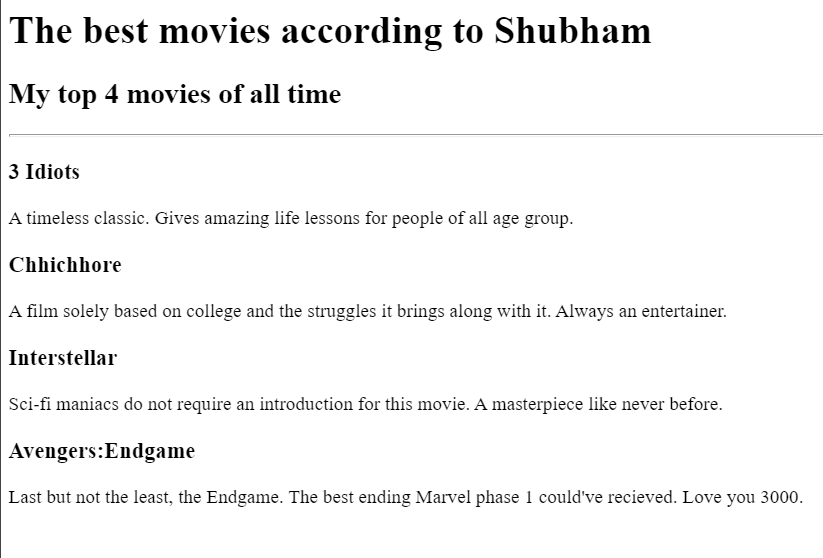 The best movies according to Shubham
My top 4 movies of all time
3 Idiots
A timeless classic. Gives amazing life lessons for people of all age group.
Chhichhore
A film solely based on college and the struggles it brings along with it. Always an entertainer.
Interstellar
Sci-fi maniacs do not require an introduction for this movie. A masterpiece like never before.
Avengers:Endgame
Last but not the least, the Endgame. The best ending Marvel phase 1 could've recieved. Love you 3000.